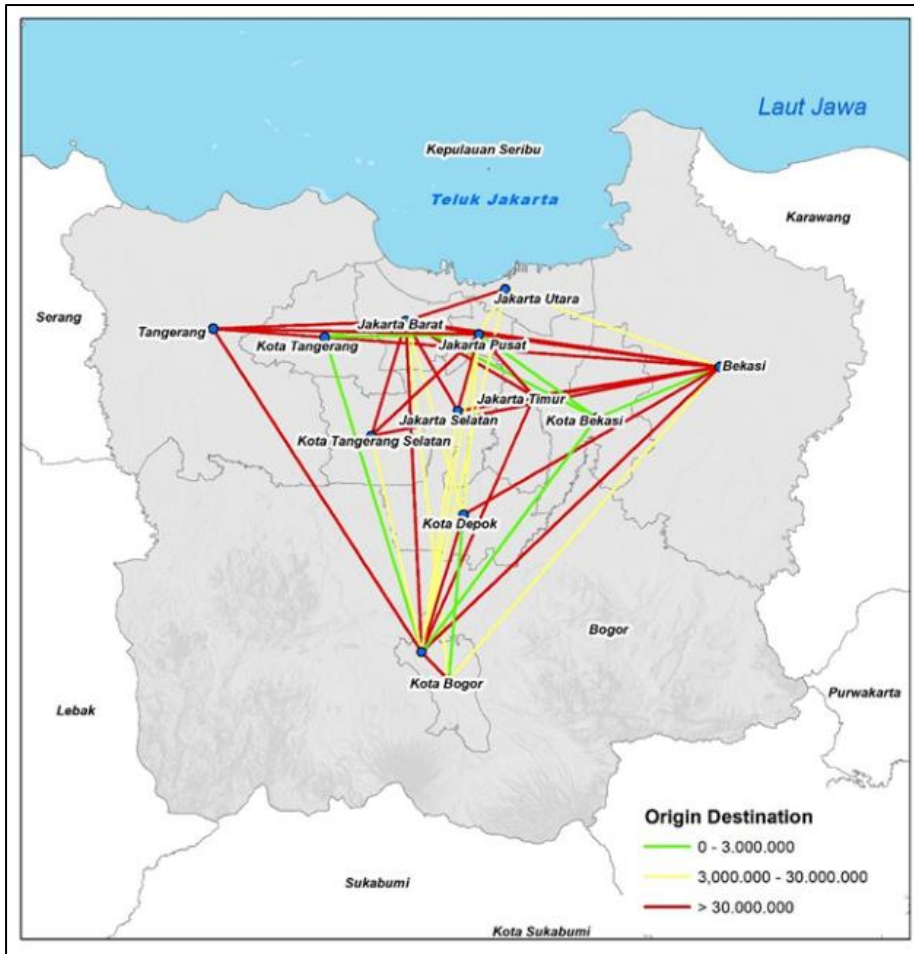 Laut Jawa
Kepulauan Seribu
Teluk Jakarta
Karawang
Jakarta Utara
Serang
Tangerang
Jakarta Barat
Kota Tangerang
Jakarta Pusat
Bekasi
Jakarta Timur
Jakarta Selatan
Kota Bekasi
Kota Tangerang Selatan
Kota Depok
Bogor
Kota Bogor
Purwakarta
Lebak
Origin Destination
0 - 3.000.000
3,000.000 - 30.000.000
> 30.000.000
Sukabumi
Kota Sukabumi